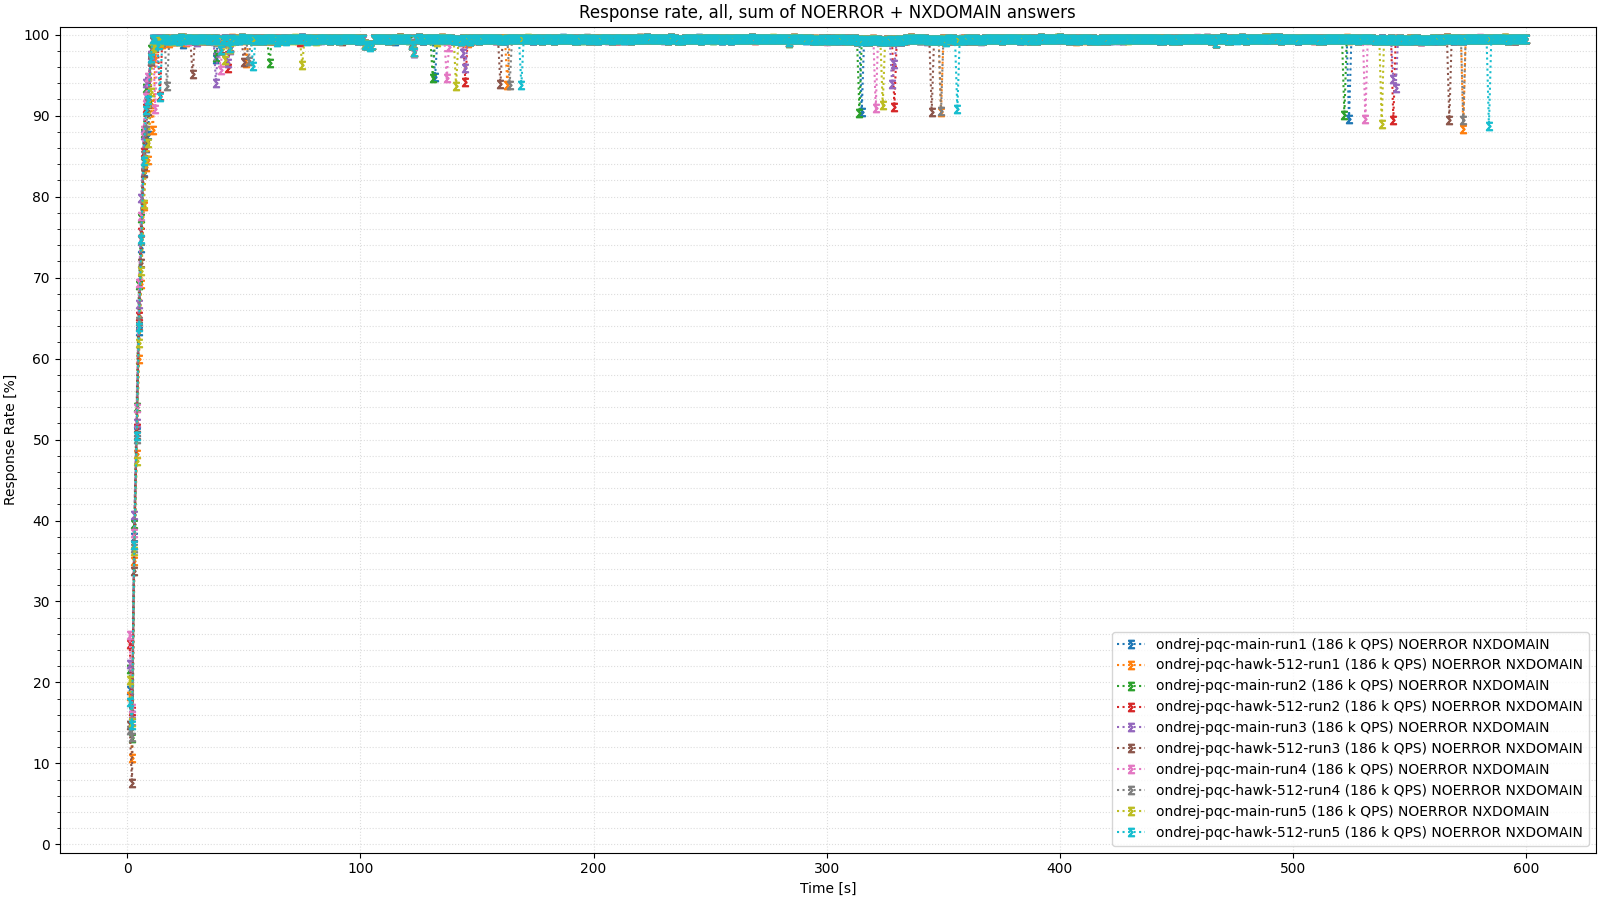 Response rate, all, sum of NOERROR + NXDOMAIN answers
Response Rate [%]
100
90
80
70
60
50
40
30
20
10
0
0 100 200 300 400 500 600
Time [s]
ondrej-pqc-main-run1 (186 k QPS) NOERROR NXDOMAIN
ondrej-pqc-hawk-512-run1 (186 k QPS) NOERROR NXDOMAIN
ondrej-pqc-main-run2 (186 k QPS) NOERROR NXDOMAIN
ondrej-pqc-hawk-512-run2 (186 k QPS) NOERROR NXDOMAIN
ondrej-pqc-main-run3 (186 k QPS) NOERROR NXDOMAIN
ondrej-pqc-hawk-512-run3 (186 k QPS) NOERROR NXDOMAIN
ondrej-pqc-main-run4 (186 k QPS) NOERROR NXDOMAIN
ondrej-pqc-hawk-512-run4 (186 k QPS) NOERROR NXDOMAIN
ondrej-pqc-main-run5 (186 k QPS) NOERROR NXDOMAIN
ondrej-pqc-hawk-512-run5 (186 k QPS) NOERROR NXDOMAIN